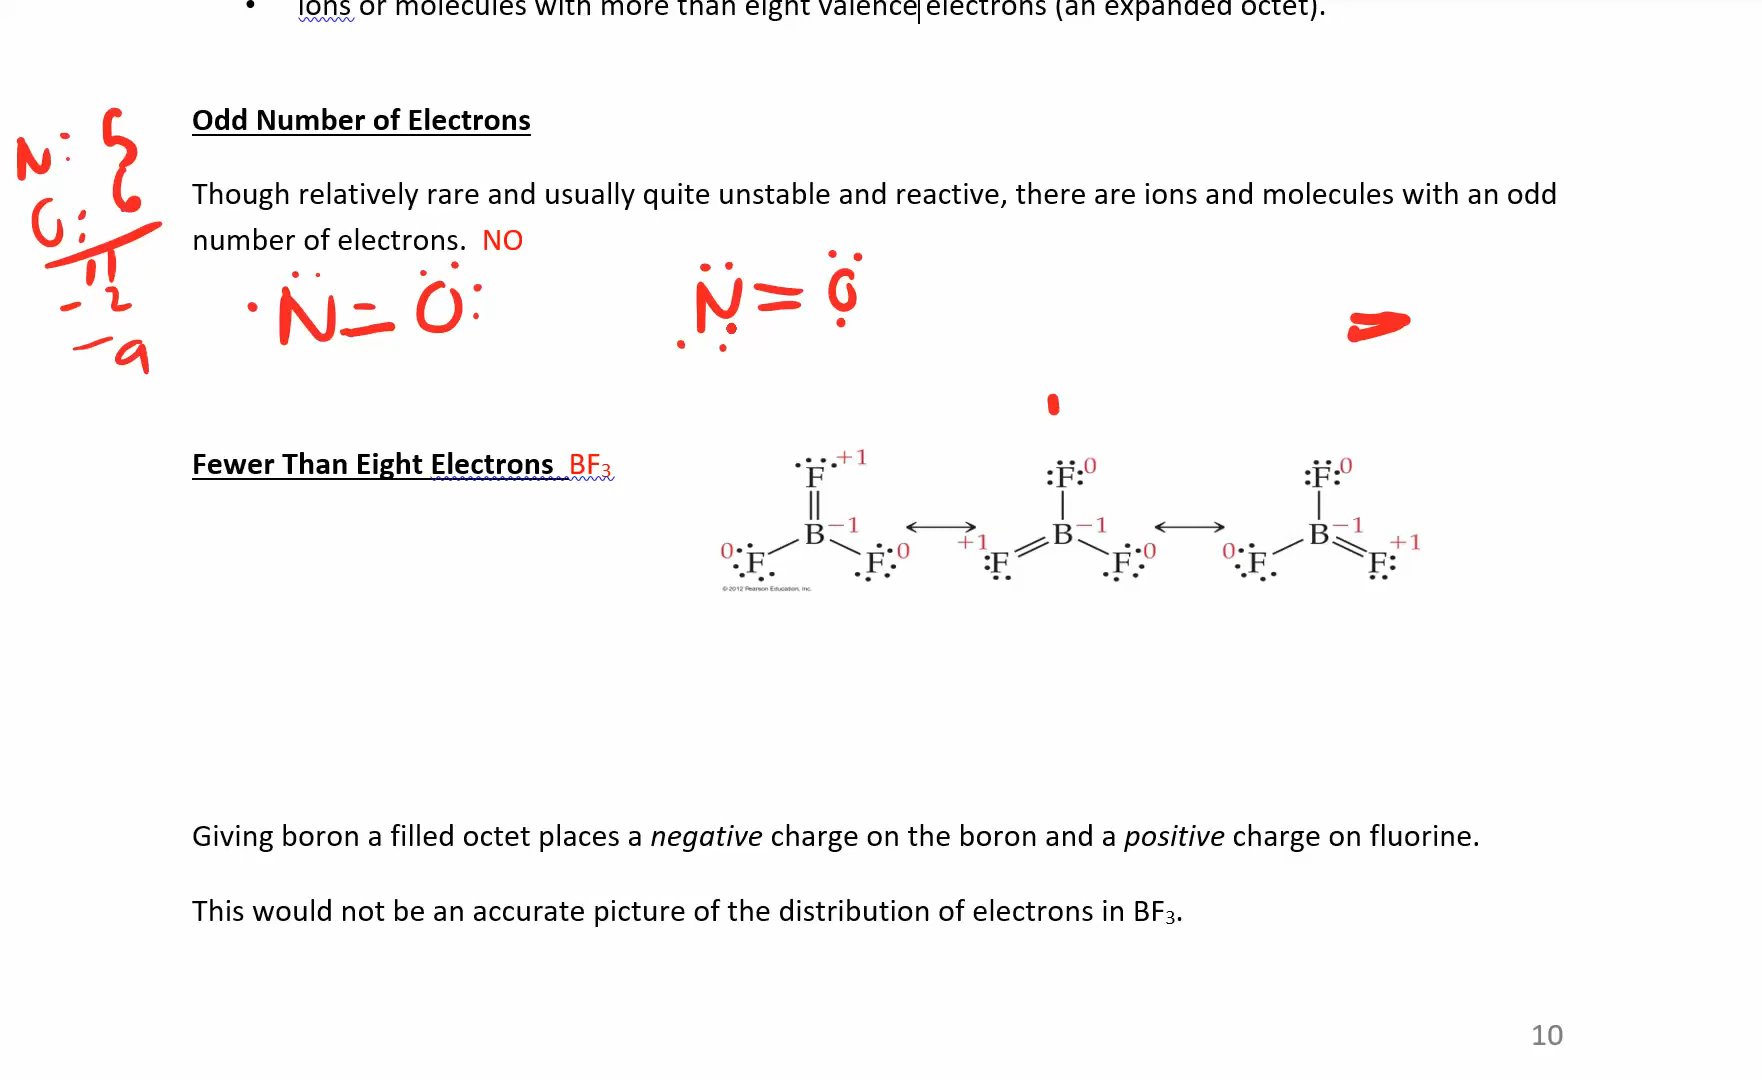 • ions or molecules with more than eight valence electrons (an expanded octet).
Odd Number of Electrons
N: 5
O: 6
11
- 2
- 9
Though relatively rare and usually quite unstable and reactive, there are ions and molecules with an odd
number of electrons. NO
N=O
N=O
Fewer Than Eight Electrons BF₃
F +1
B −1
0 F
F 0
F 0
B −1
+1 F
F 0
F 0
B −1
0 F
F +1
© 2012 Pearson Education, Inc.
Giving boron a filled octet places a negative charge on the boron and a positive charge on fluorine.
This would not be an accurate picture of the distribution of electrons in BF₃.
10